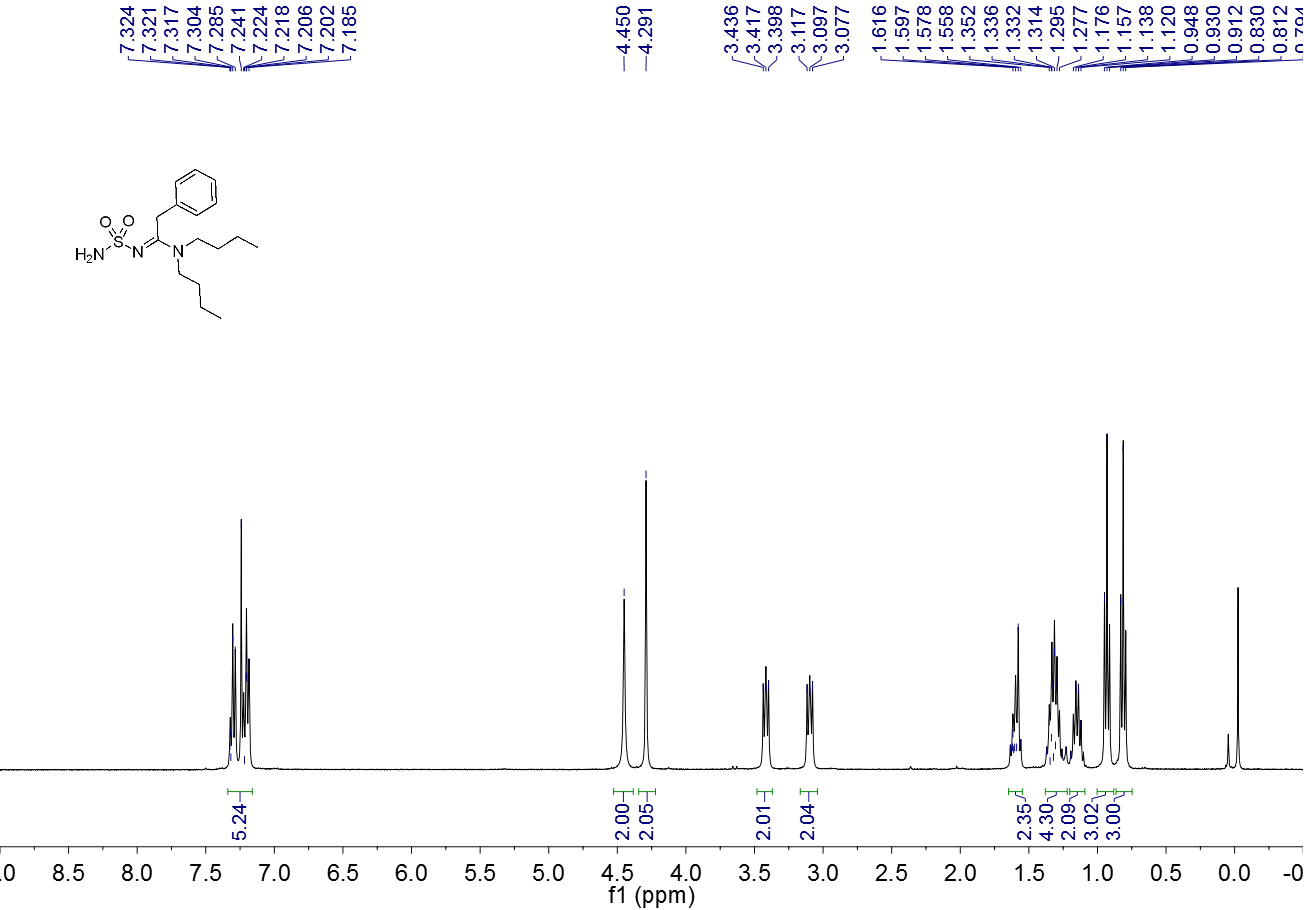 7.324 7.321 7.317 7.304 7.285 7.241 7.224 7.218 7.206 7.202 7.185 4.450 4.291 3.436 3.417 3.398 3.117 3.097 3.077 1.616 1.597 1.578 1.558 1.352 1.336 1.332 1.314 1.295 1.277 1.176 1.157 1.138 1.120 0.948 0.930 0.912 0.830 0.812 0.794
O O
H₂N S N N
5.24 2.00 2.05 2.01 2.04 2.35 4.30 2.09 3.02 3.00
.0 8.5 8.0 7.5 7.0 6.5 6.0 5.5 5.0 4.5 4.0 3.5 3.0 2.5 2.0 1.5 1.0 0.5 0.0 -0
f1 (ppm)